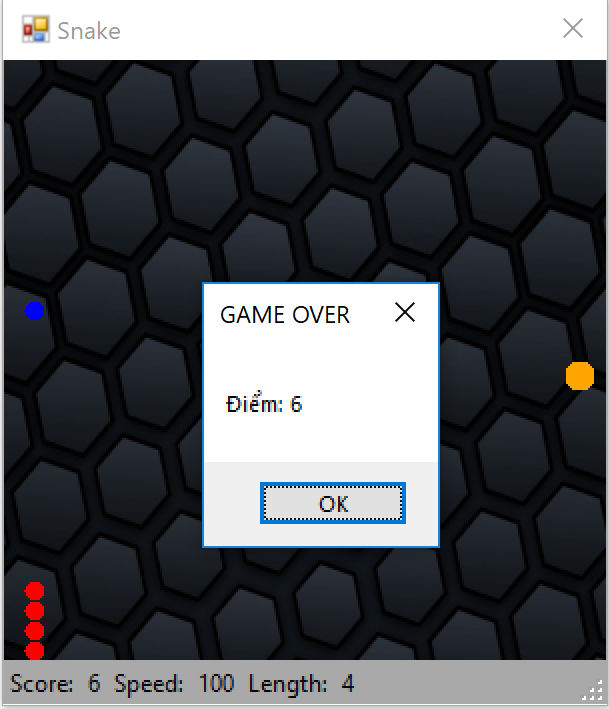 Snake
GAME OVER
Điểm: 6
OK
Score: 6 Speed: 100 Length: 4